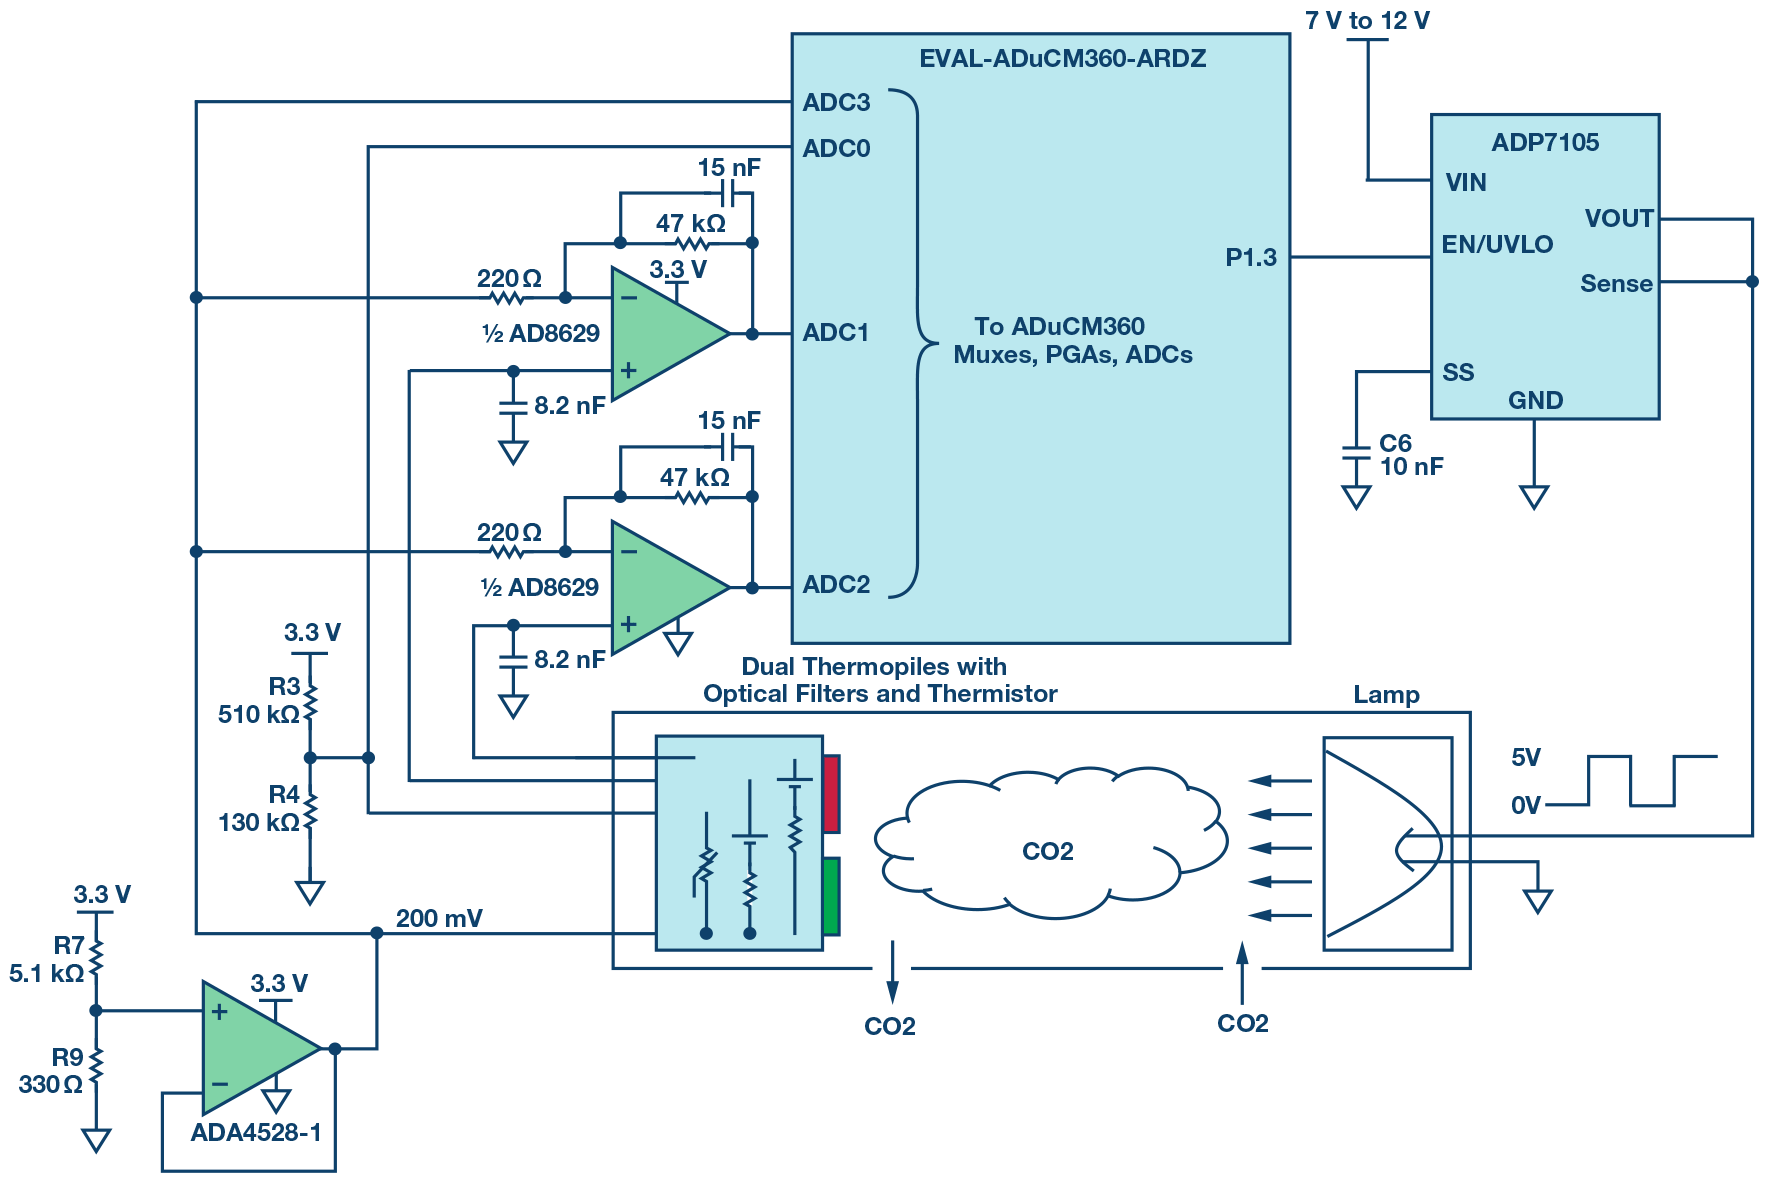 7 V to 12 V
EVAL-ADuCM360-ARDZ
ADC3
ADC0
15 nF
47 kΩ
3.3 V
220 Ω
−
½ AD8629
+
ADC1
8.2 nF
To ADuCM360
Muxes, PGAs, ADCs
P1.3
ADP7105
VIN
VOUT
EN/UVLO
Sense
SS
GND
C6
10 nF
15 nF
47 kΩ
220 Ω
−
½ AD8629
+
ADC2
8.2 nF
3.3 V
R3
510 kΩ
R4
130 kΩ
Dual Thermopiles with
Optical Filters and Thermistor
Lamp
5V
0V
CO2
200 mV
CO2
CO2
3.3 V
R7
5.1 kΩ
3.3 V
+
−
R9
330 Ω
ADA4528-1